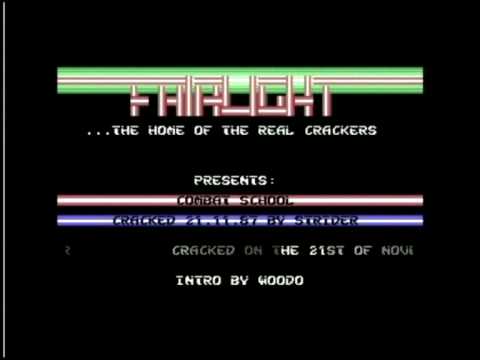 FAIRLIGHT
...THE HOME OF THE REAL CRACKERS
PRESENTS:
COMBAT SCHOOL
CRACKED 21.11.87 BY STRIDER
R CRACKED ON THE 21ST OF NOVE
INTRO BY WOODO